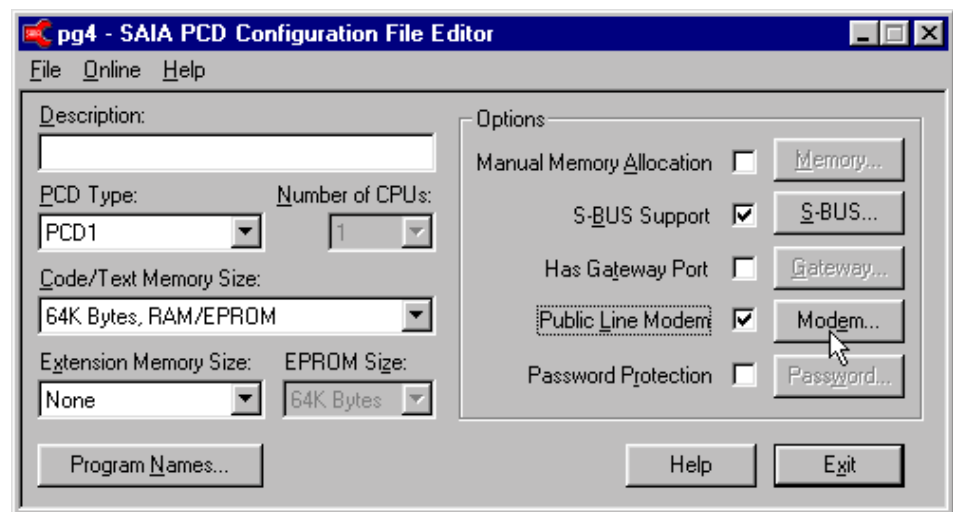 pg4 - SAIA PCD Configuration File Editor
File Online Help
Description:
PCD Type: Number of CPUs:
PCD1 1
Code/Text Memory Size:
64K Bytes, RAM/EPROM
Extension Memory Size: EPROM Size:
None 64K Bytes
Program Names...
Options
Manual Memory Allocation Memory...
S-BUS Support S-BUS...
Has Gateway Port Gateway...
Public Line Modem Modem...
Password Protection Password...
Help Exit